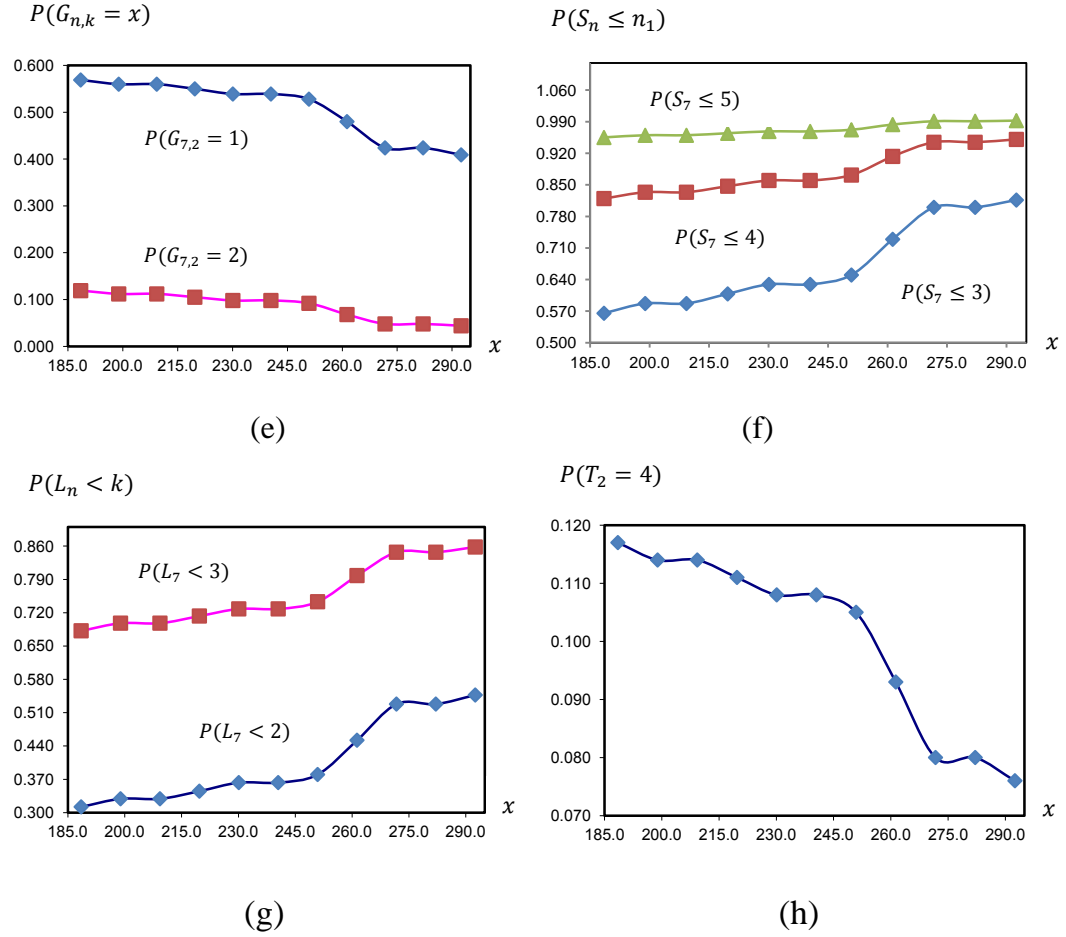 P(G_{n,k} = x)
0.600
0.500
0.400
0.300
0.200
0.100
0.000
P(G_{7,2} = 1)
P(G_{7,2} = 2)
185.0 200.0 215.0 230.0 245.0 260.0 275.0 290.0
x
(e)
P(S_n ≤ n_1)
1.060
0.990
0.920
0.850
0.780
0.710
0.640
0.570
0.500
P(S_7 ≤ 5)
P(S_7 ≤ 4)
P(S_7 ≤ 3)
185.0 200.0 215.0 230.0 245.0 260.0 275.0 290.0
x
(f)
P(L_n < k)
0.860
0.790
0.720
0.650
0.580
0.510
0.440
0.370
0.300
P(L_7 < 3)
P(L_7 < 2)
185.0 200.0 215.0 230.0 245.0 260.0 275.0 290.0
x
(g)
P(T_2 = 4)
0.120
0.110
0.100
0.090
0.080
0.070
185.0 200.0 215.0 230.0 245.0 260.0 275.0 290.0
x
(h)